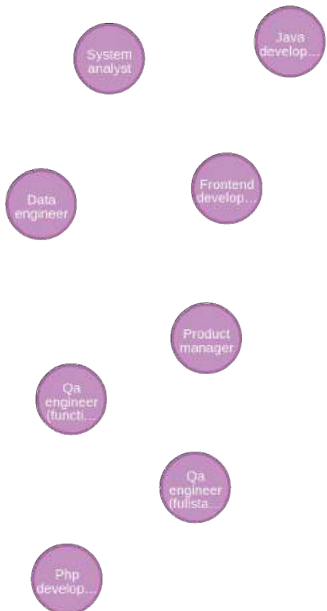 Java
develop...
System
analyst
Frontend
develop...
Data
engineer
Product
manager
Qa
engineer
(functi...
Qa
engineer
(fullsta...
Php
develop...